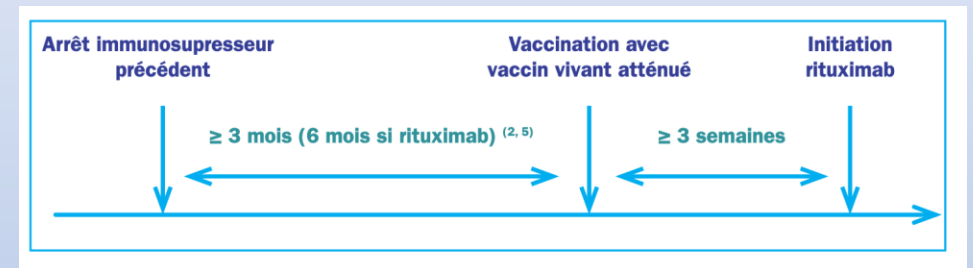 Arrêt immunosupresseur
précédent
Vaccination avec
vaccin vivant atténué
Initiation
rituximab
≥ 3 mois (6 mois si rituximab) (2, 5)
≥ 3 semaines